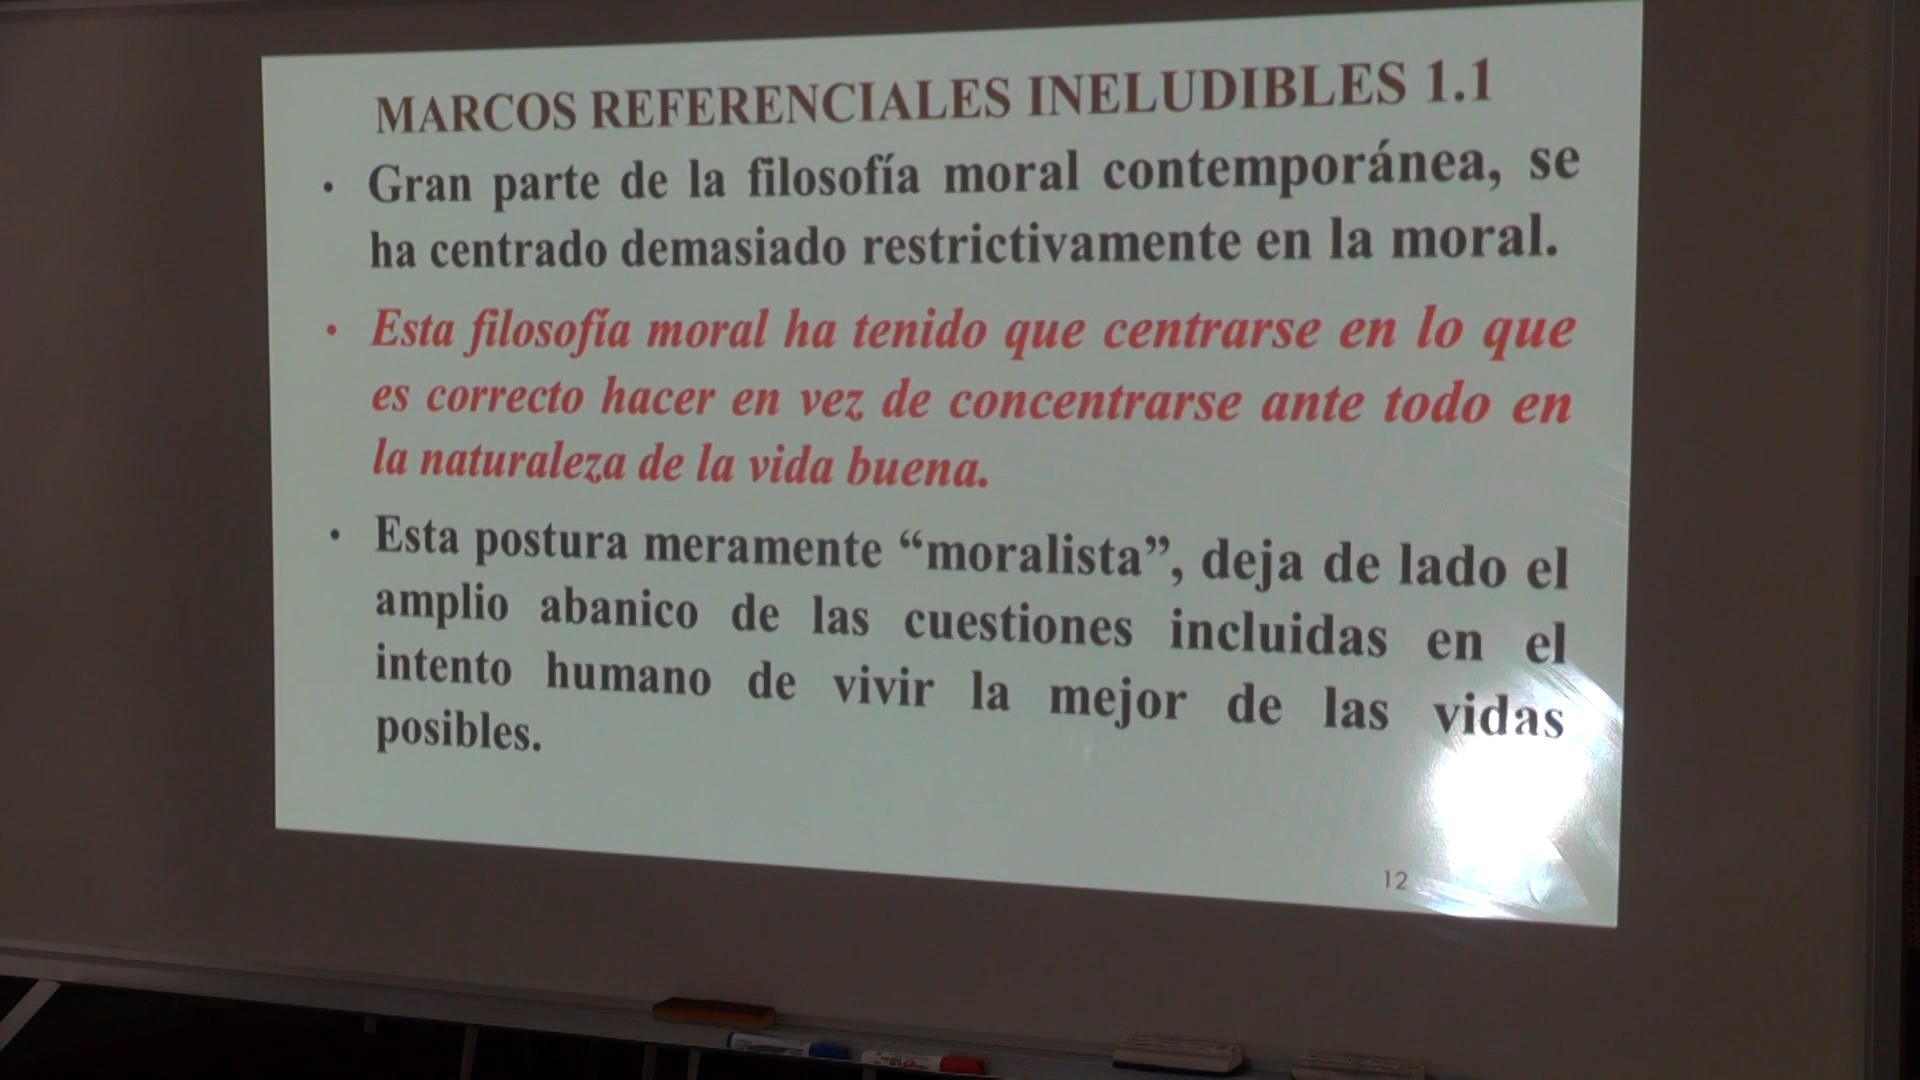 MARCOS REFERENCIALES INELUDIBLES 1.1
• Gran parte de la filosofía moral contemporánea, se
ha centrado demasiado restrictivamente en la moral.
• Esta filosofía moral ha tenido que centrarse en lo que
es correcto hacer en vez de concentrarse ante todo en
la naturaleza de la vida buena.
• Esta postura meramente “moralista”, deja de lado el
amplio abanico de las cuestiones incluidas en el
intento humano de vivir la mejor de las vidas
posibles.
12